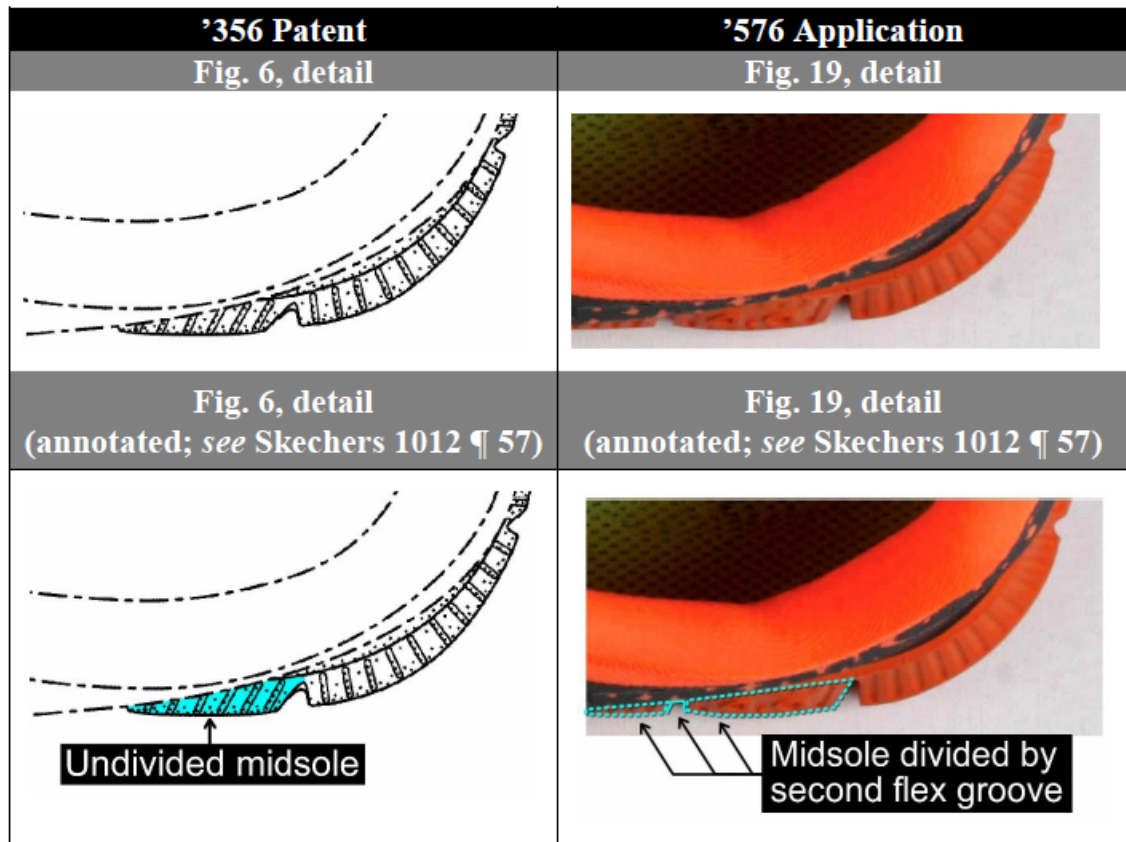 ’356 Patent
’576 Application
Fig. 6, detail
Fig. 19, detail
Fig. 6, detail
(annotated; see Skechers 1012 ¶ 57)
Fig. 19, detail
(annotated; see Skechers 1012 ¶ 57)
Undivided midsole
Midsole divided by
second flex groove